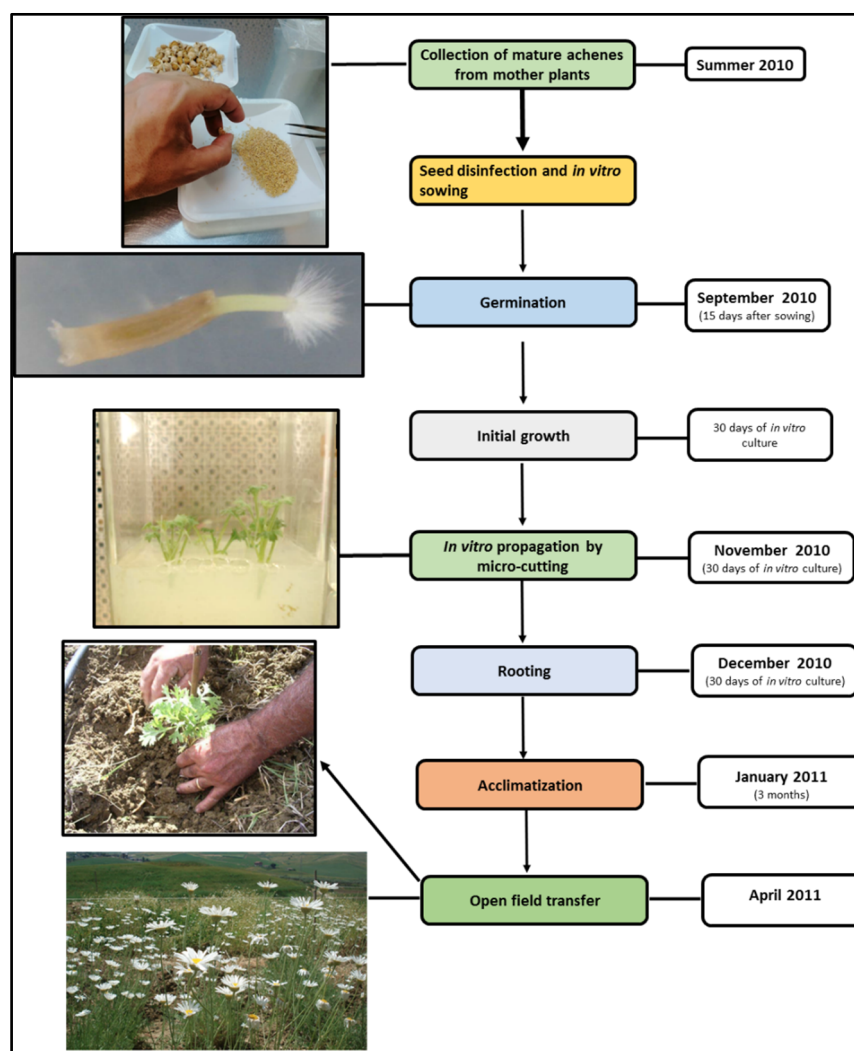 Collection of mature achenes
from mother plants
Summer 2010
Seed disinfection and in vitro
sowing
Germination
September 2010
(15 days after sowing)
Initial growth
30 days of in vitro
culture
In vitro propagation by
micro-cutting
November 2010
(30 days of in vitro culture)
Rooting
December 2010
(30 days of in vitro culture)
Acclimatization
January 2011
(3 months)
Open field transfer
April 2011